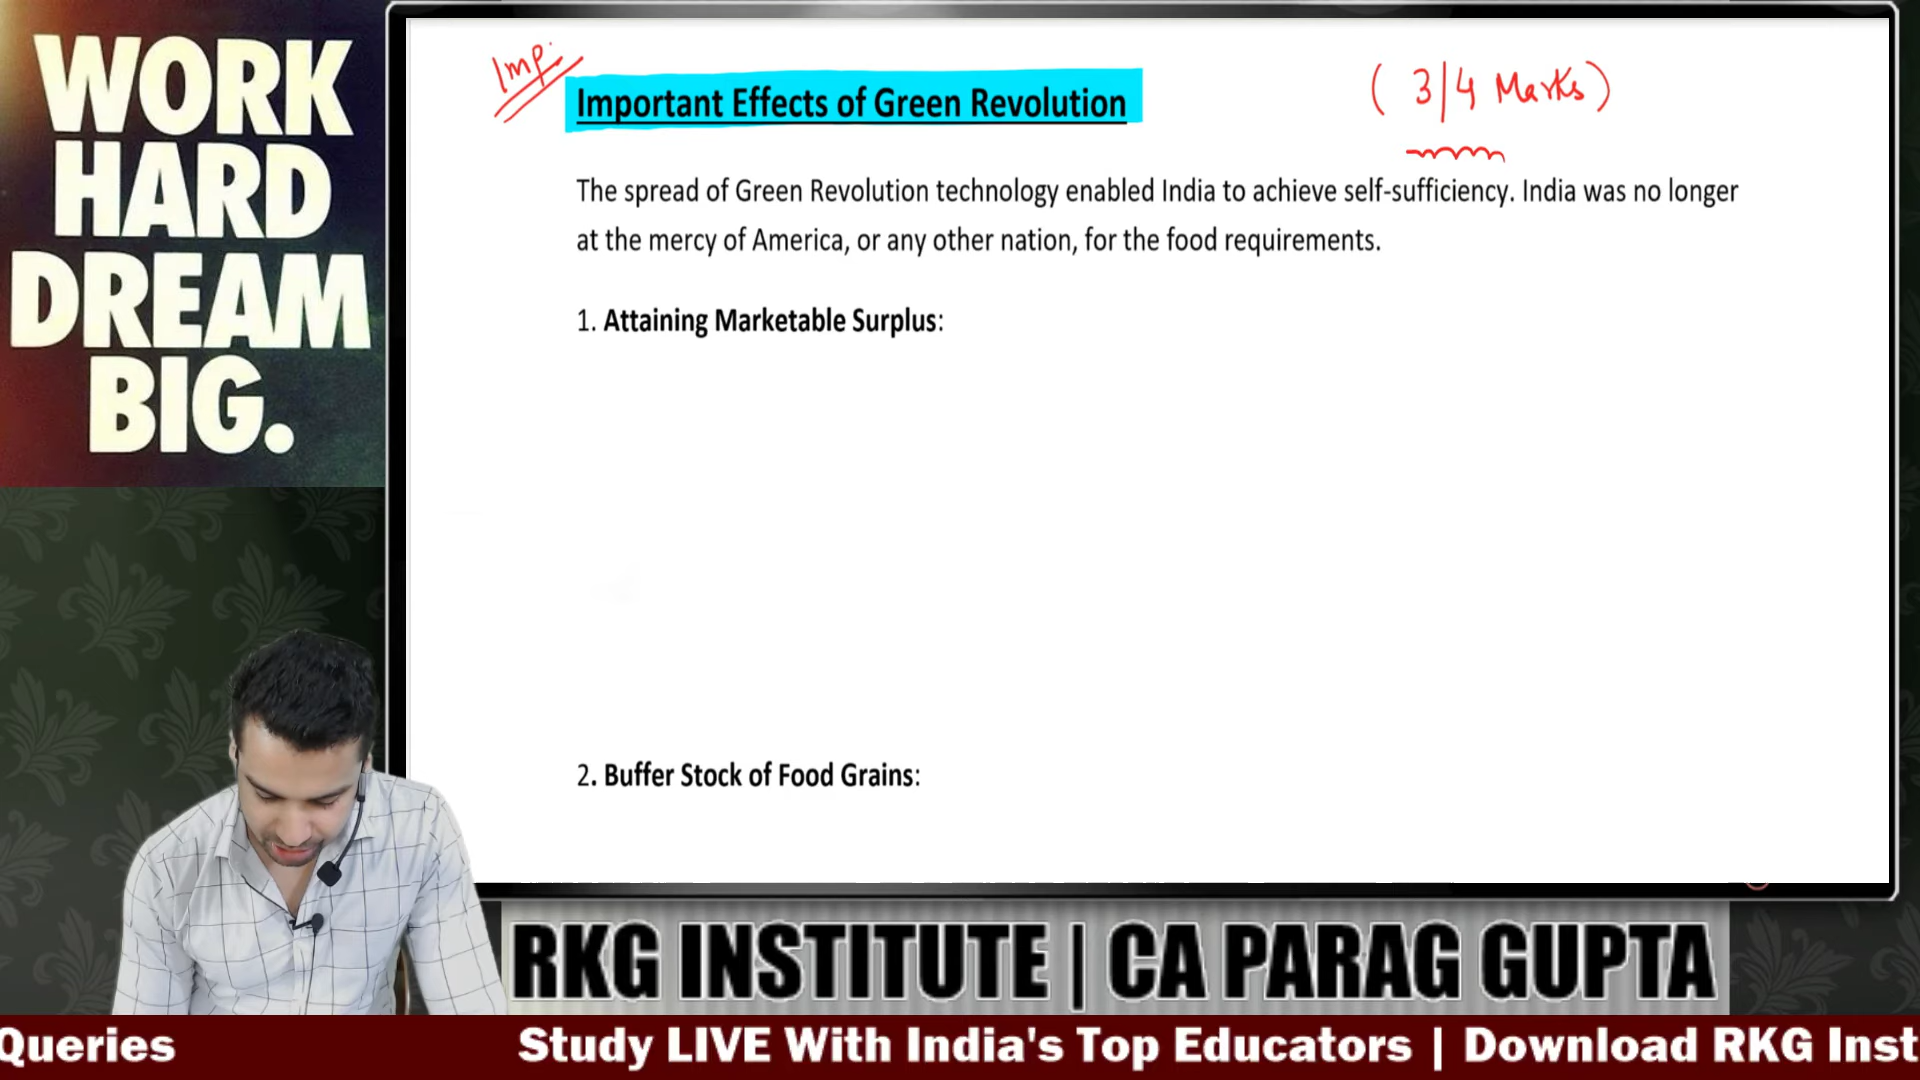 WORK
HARD
DREAM
BIG.
Imp.
Important Effects of Green Revolution
( 3/4 Marks )
The spread of Green Revolution technology enabled India to achieve self-sufficiency. India was no longer
at the mercy of America, or any other nation, for the food requirements.
1. Attaining Marketable Surplus:
2. Buffer Stock of Food Grains:
RKG INSTITUTE | CA PARAG GUPTA
Queries Study LIVE With India's Top Educators | Download RKG Inst